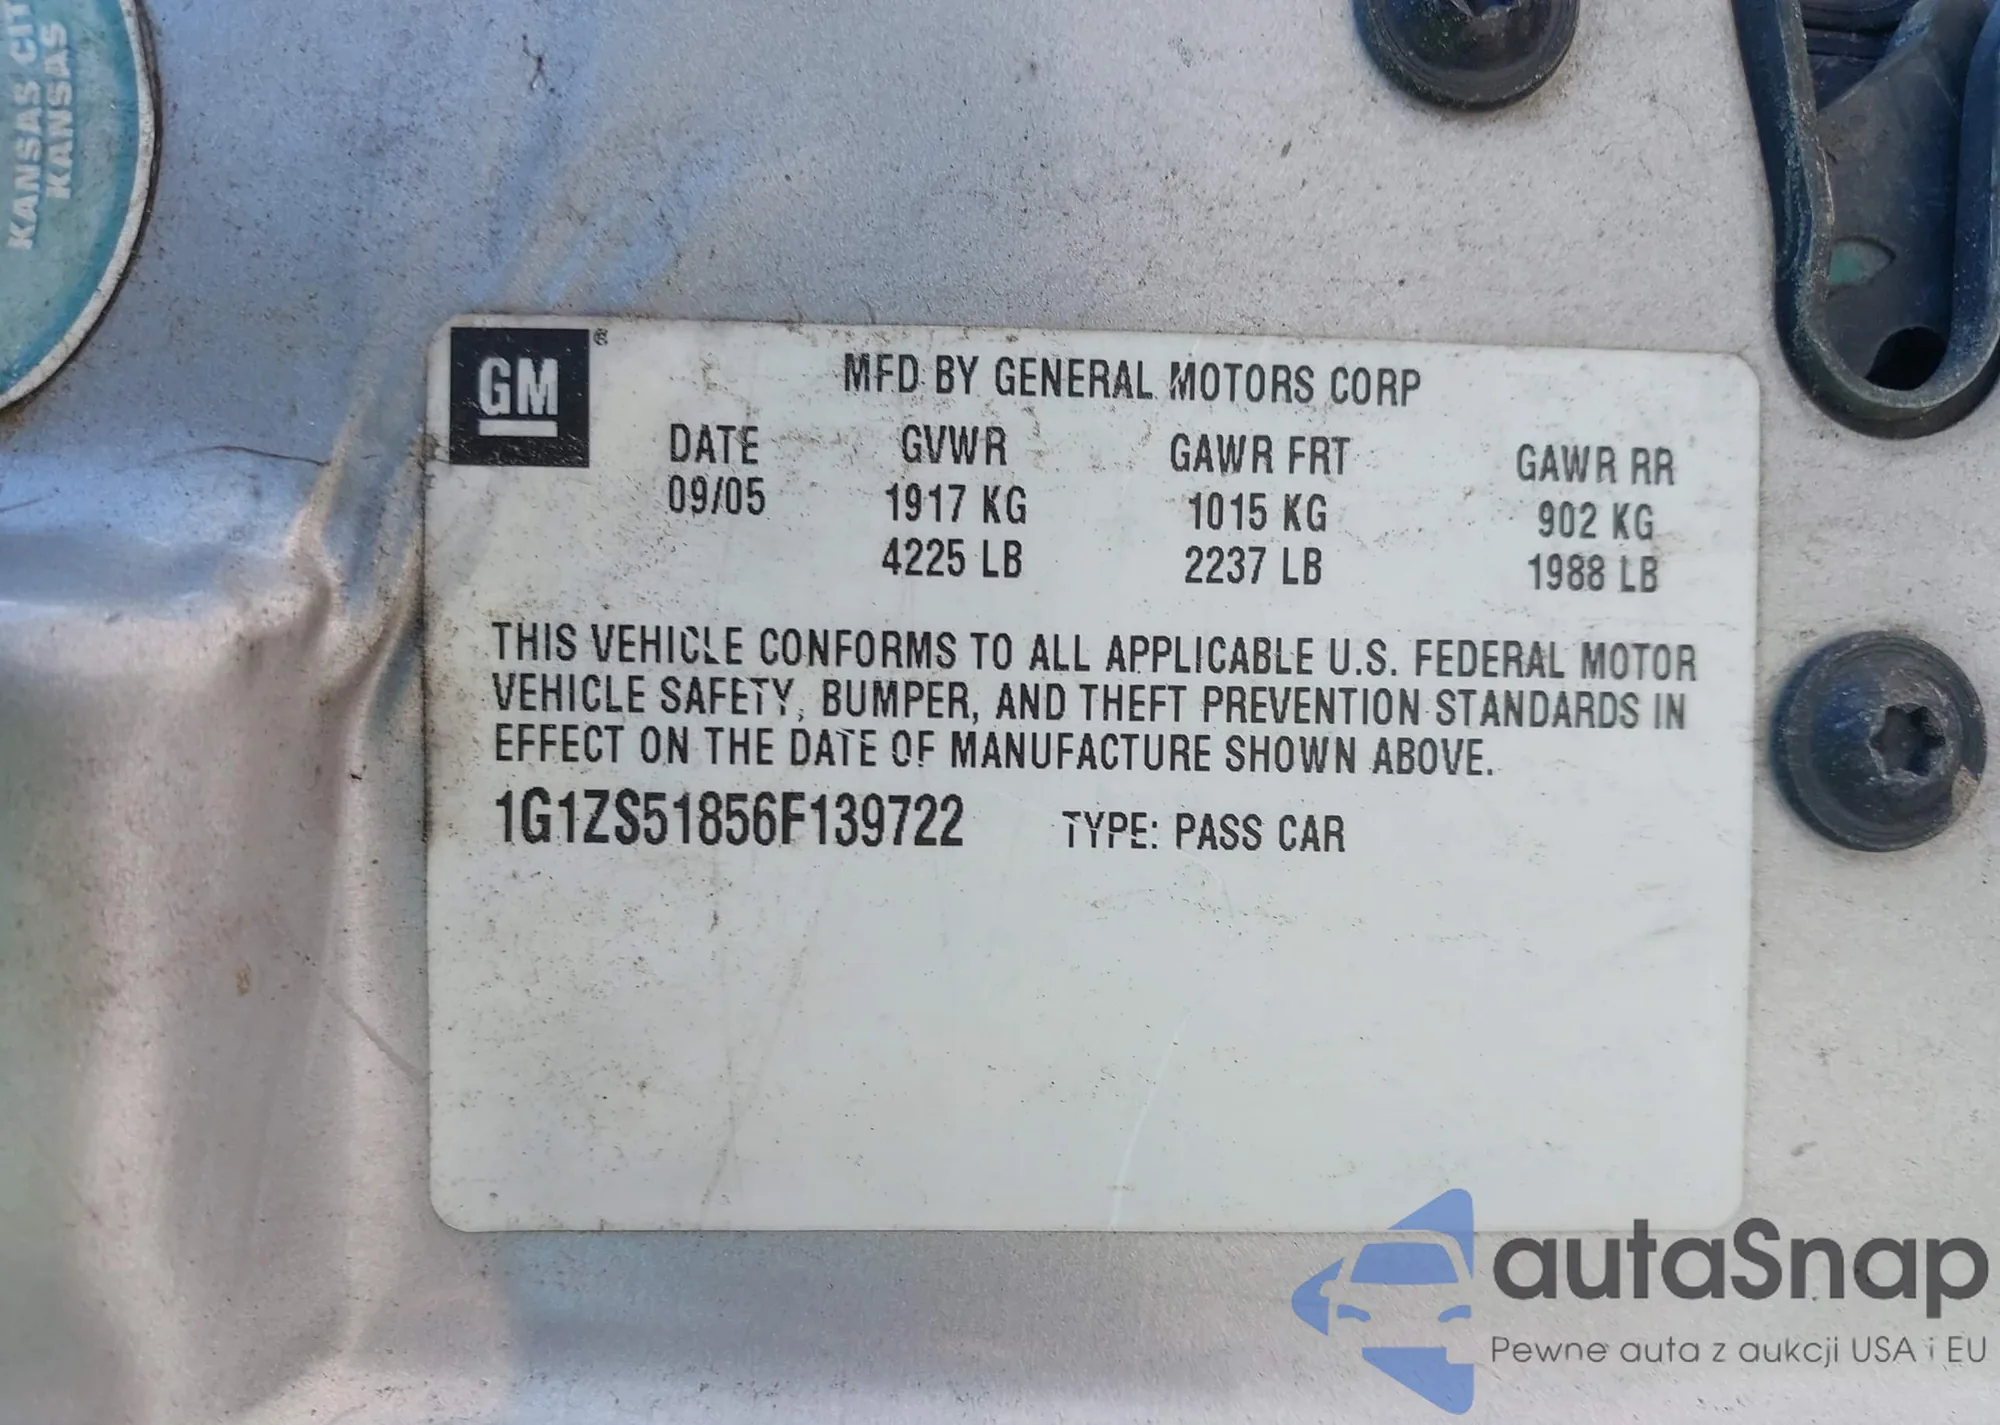 KANSAS CIT
KANSAS
GM®
MFD BY GENERAL MOTORS CORP
DATE GVWR GAWR FRT GAWR RR
09/05 1917 KG 1015 KG 902 KG
4225 LB 2237 LB 1988 LB
THIS VEHICLE CONFORMS TO ALL APPLICABLE U.S. FEDERAL MOTOR
VEHICLE SAFETY, BUMPER, AND THEFT PREVENTION STANDARDS IN
EFFECT ON THE DATE OF MANUFACTURE SHOWN ABOVE.
1G1ZS51856F139722 TYPE: PASS CAR
autaSnap
Pewne auta z aukcji USA i EU